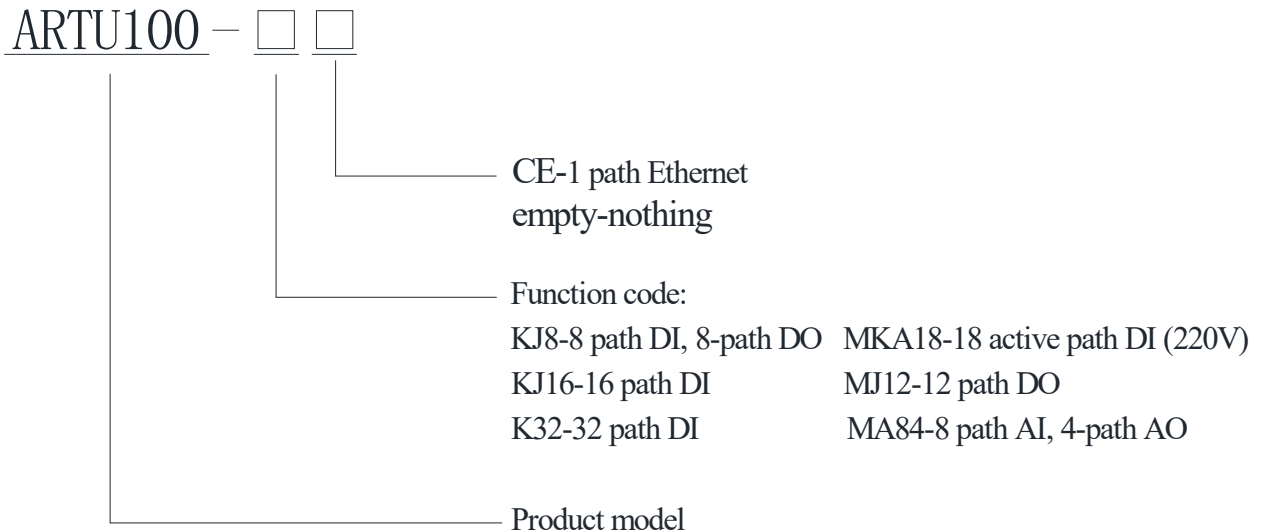 ARTU100 — □ □
CE-1 path Ethernet
empty-nothing
Function code:
KJ8-8 path DI, 8-path DO MKA18-18 active path DI (220V)
KJ16-16 path DI MJ12-12 path DO
K32-32 path DI MA84-8 path AI, 4-path AO
Product model